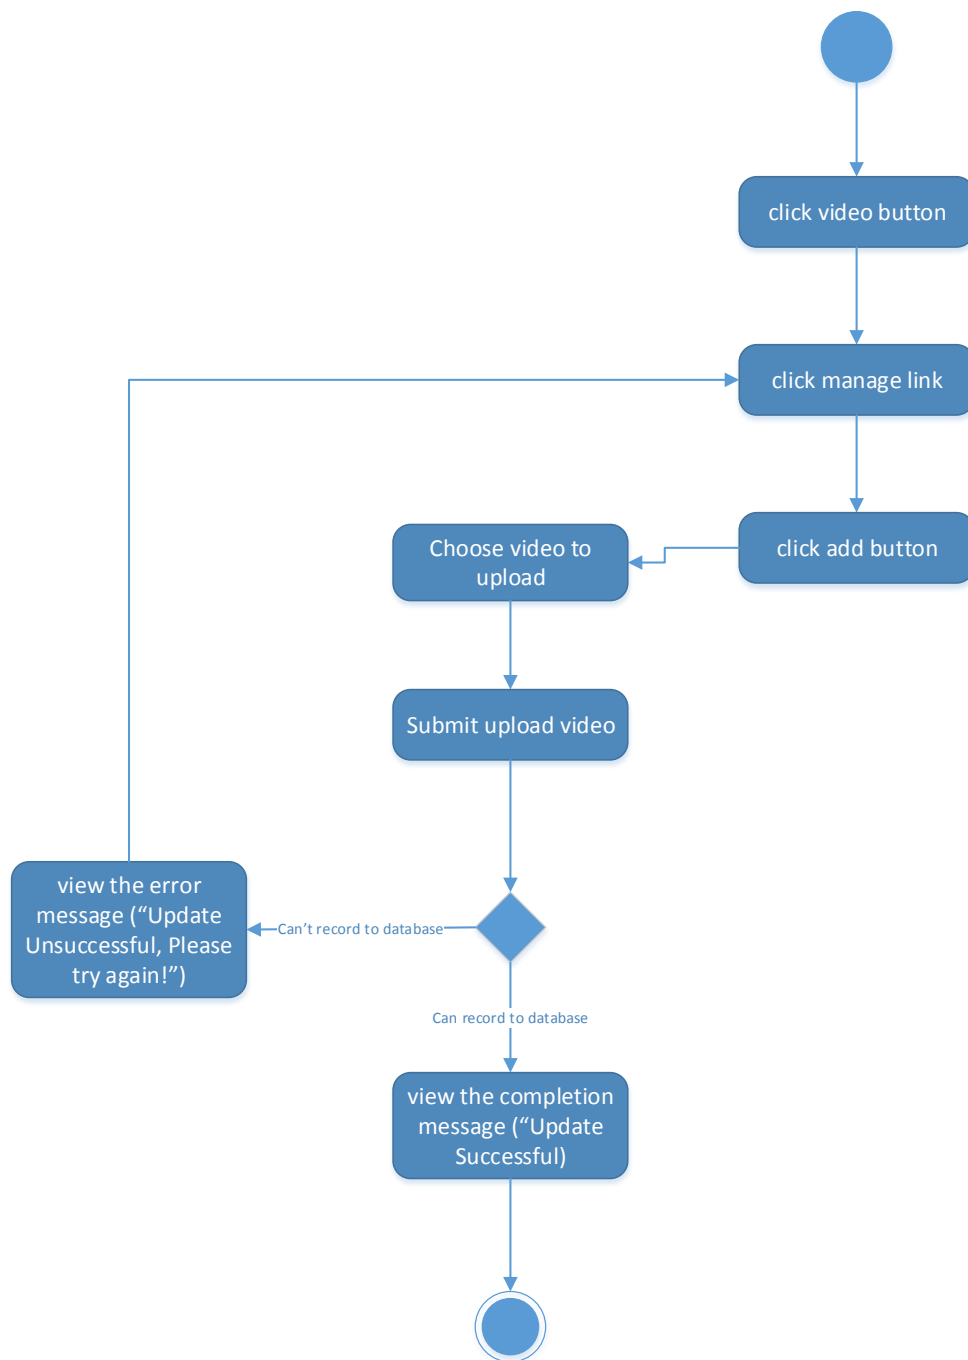 click video button
click manage link
click add button
Choose video to
upload
Submit upload video
Can't record to database
view the error
message (“Update
Unsuccessful, Please
try again!”)
Can record to database
view the completion
message (“Update
Successful)